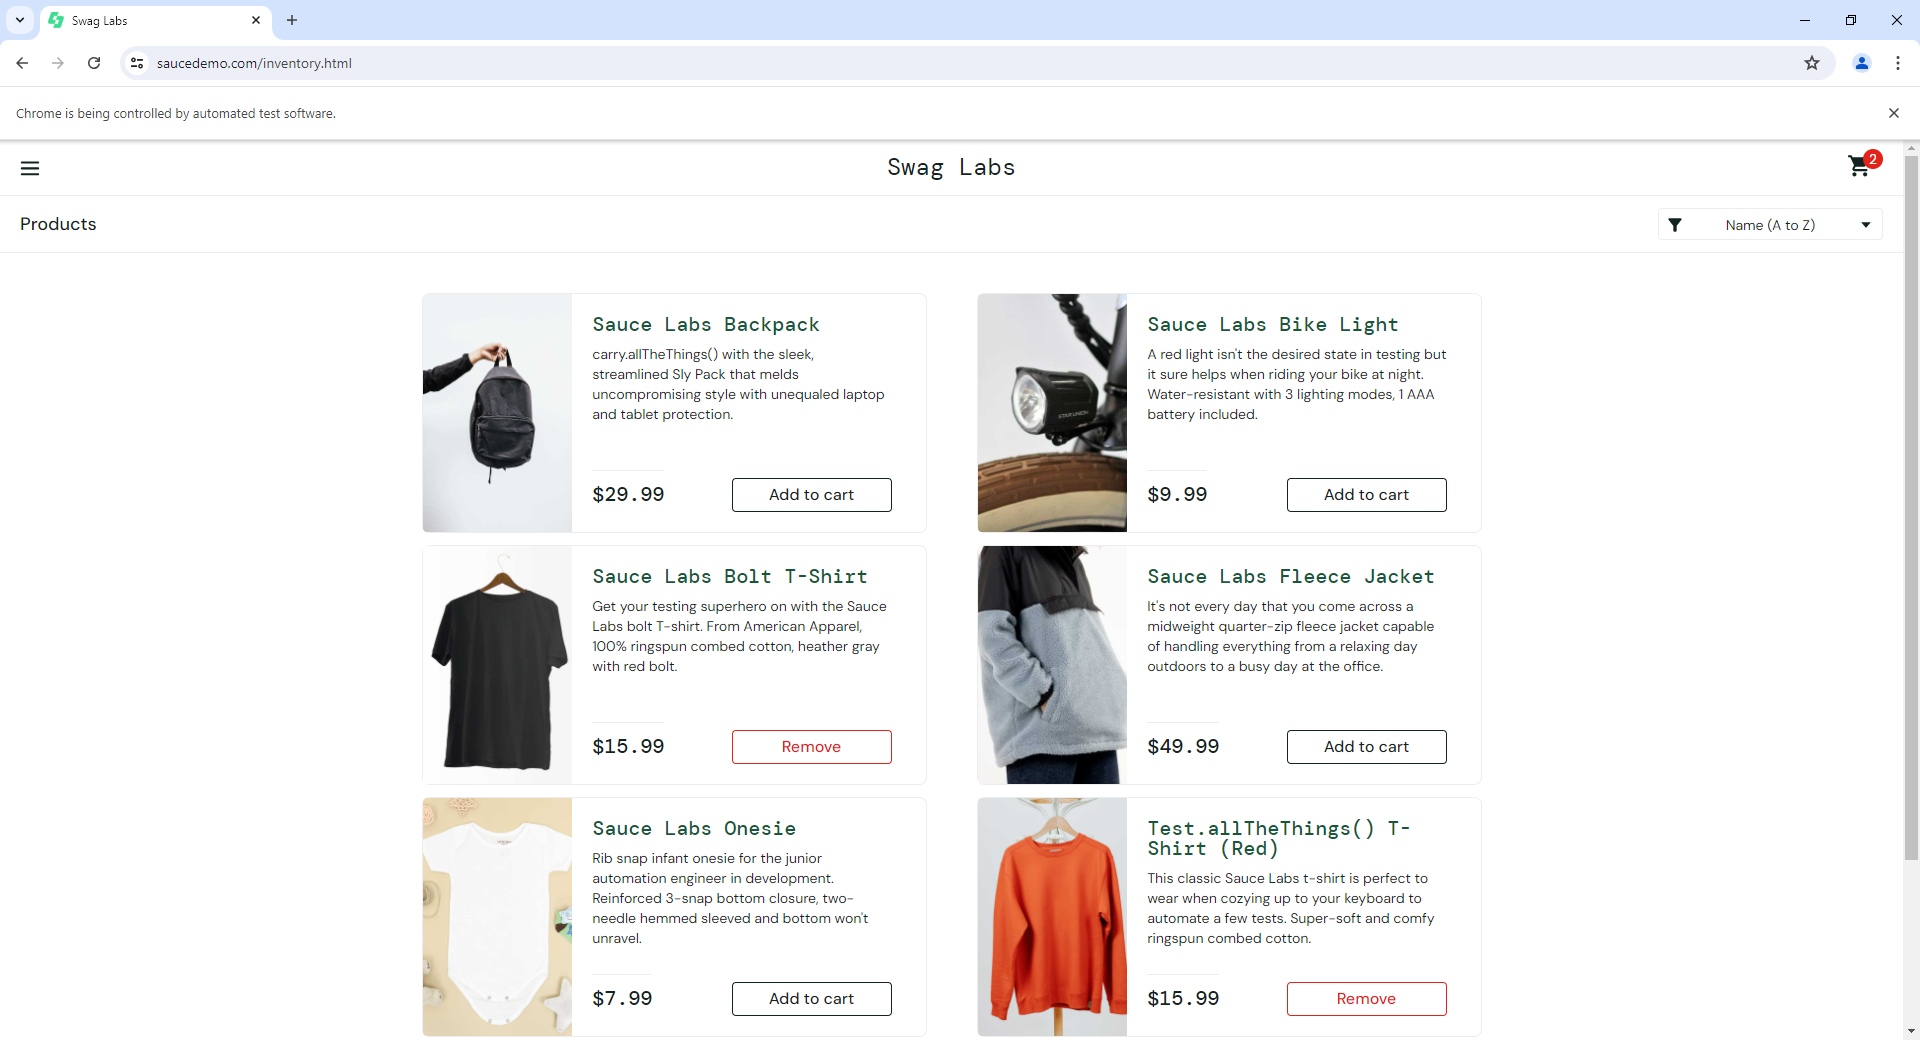 Swag Labs
saucedemo.com/inventory.html
Chrome is being controlled by automated test software.
Swag Labs
2
Products
Name (A to Z)
Sauce Labs Backpack
carry.allTheThings() with the sleek,
streamlined Sly Pack that melds
uncompromising style with unequaled laptop
and tablet protection.
$29.99
Add to cart
Sauce Labs Bike Light
A red light isn't the desired state in testing but
it sure helps when riding your bike at night.
Water-resistant with 3 lighting modes, 1 AAA
battery included.
$9.99
Add to cart
STAR UNION
Sauce Labs Bolt T-Shirt
Get your testing superhero on with the Sauce
Labs bolt T-shirt. From American Apparel,
100% ringspun combed cotton, heather gray
with red bolt.
$15.99
Remove
Sauce Labs Fleece Jacket
It's not every day that you come across a
midweight quarter-zip fleece jacket capable
of handling everything from a relaxing day
outdoors to a busy day at the office.
$49.99
Add to cart
Sauce Labs Onesie
Rib snap infant onesie for the junior
automation engineer in development.
Reinforced 3-snap bottom closure, two-
needle hemmed sleeved and bottom won't
unravel.
$7.99
Add to cart
Test.allTheThings() T-
Shirt (Red)
This classic Sauce Labs t-shirt is perfect to
wear when cozying up to your keyboard to
automate a few tests. Super-soft and comfy
ringspun combed cotton.
$15.99
Remove